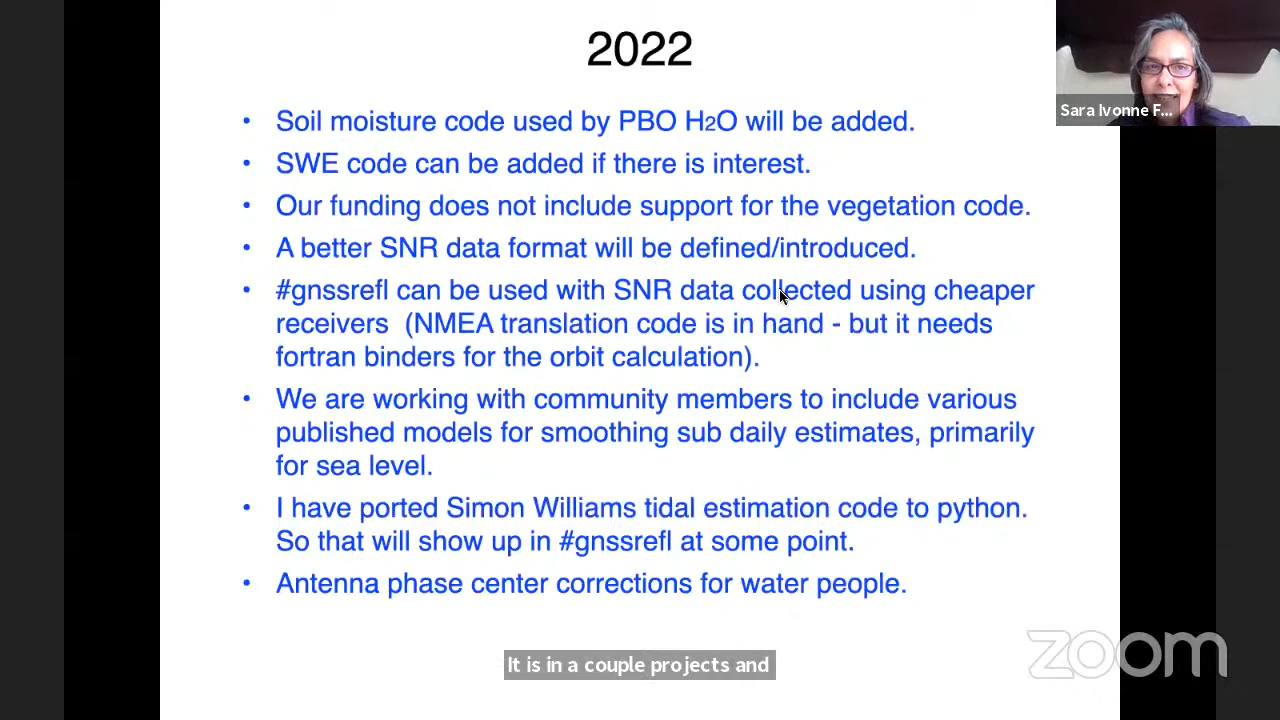 2022
Sara Ivonne F...
• Soil moisture code used by PBO H2O will be added.
• SWE code can be added if there is interest.
• Our funding does not include support for the vegetation code.
• A better SNR data format will be defined/introduced.
• #gnssrefl can be used with SNR data collected using cheaper
receivers (NMEA translation code is in hand - but it needs
fortran binders for the orbit calculation).
• We are working with community members to include various
published models for smoothing sub daily estimates, primarily
for sea level.
• I have ported Simon Williams tidal estimation code to python.
So that will show up in #gnssrefl at some point.
• Antenna phase center corrections for water people.
It is in a couple projects and
zoom